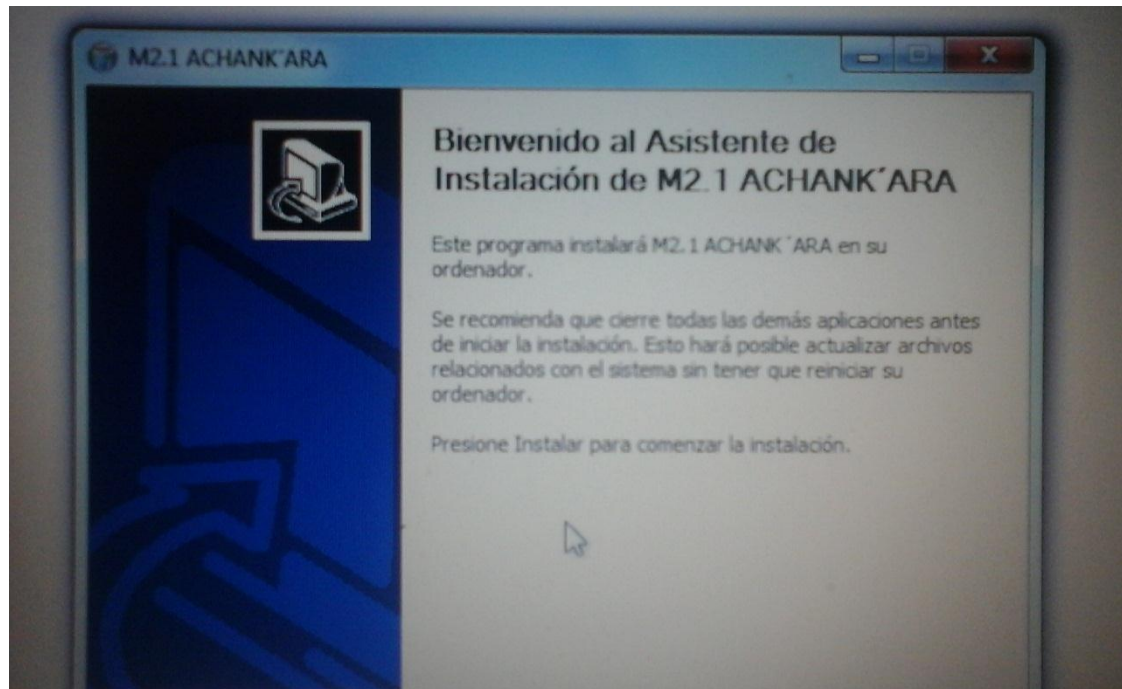 M2.1 ACHANK´ARA
Bienvenido al Asistente de
Instalación de M2.1 ACHANK´ARA
Este programa instalará M2.1 ACHANK´ARA en su
ordenador.
Se recomienda que cierre todas las demás aplicaciones antes
de iniciar la instalación. Esto hará posible actualizar archivos
relacionados con el sistema sin tener que reiniciar su
ordenador.
Presione Instalar para comenzar la instalación.